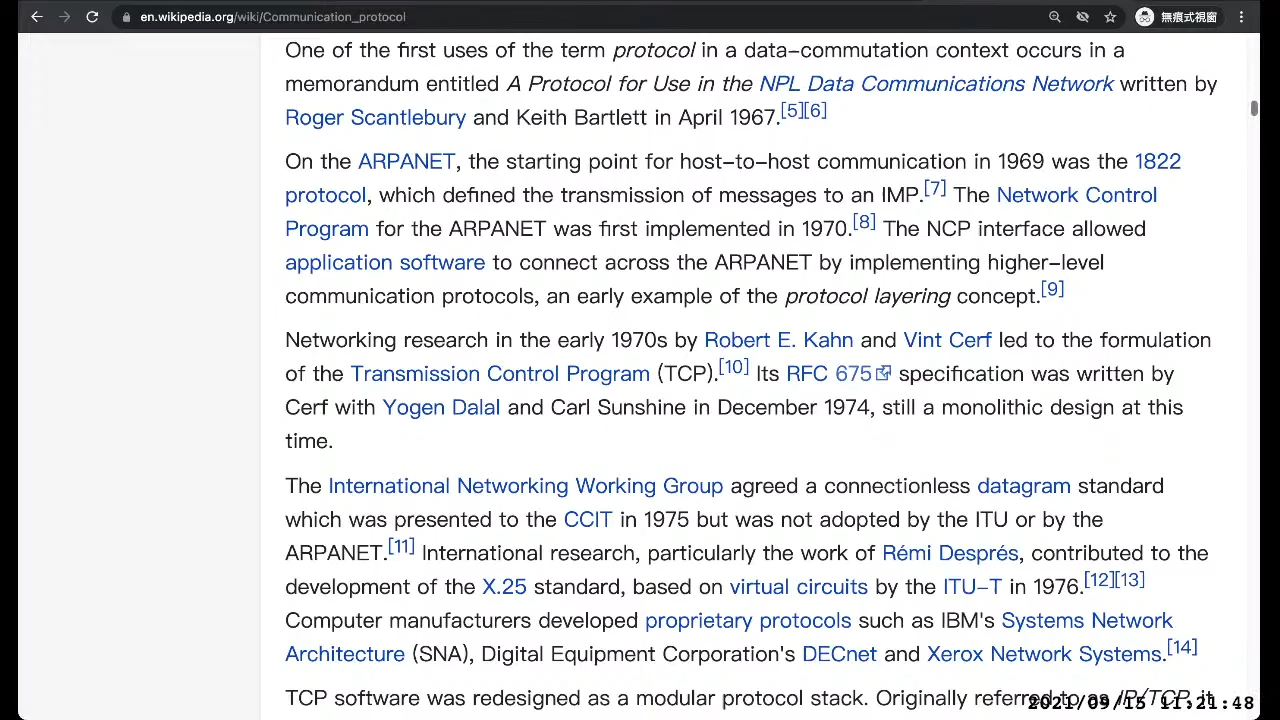 en.wikipedia.org/wiki/Communication_protocol
無痕式視窗
One of the first uses of the term protocol in a data-commutation context occurs in a
memorandum entitled A Protocol for Use in the NPL Data Communications Network written by
Roger Scantlebury and Keith Bartlett in April 1967.[5][6]
On the ARPANET, the starting point for host-to-host communication in 1969 was the 1822
protocol, which defined the transmission of messages to an IMP.[7] The Network Control
Program for the ARPANET was first implemented in 1970.[8] The NCP interface allowed
application software to connect across the ARPANET by implementing higher-level
communication protocols, an early example of the protocol layering concept.[9]
Networking research in the early 1970s by Robert E. Kahn and Vint Cerf led to the formulation
of the Transmission Control Program (TCP).[10] Its RFC 675 specification was written by
Cerf with Yogen Dalal and Carl Sunshine in December 1974, still a monolithic design at this
time.
The International Networking Working Group agreed a connectionless datagram standard
which was presented to the CCIT in 1975 but was not adopted by the ITU or by the
ARPANET.[11] International research, particularly the work of Rémi Després, contributed to the
development of the X.25 standard, based on virtual circuits by the ITU-T in 1976.[12][13]
Computer manufacturers developed proprietary protocols such as IBM's Systems Network
Architecture (SNA), Digital Equipment Corporation's DECnet and Xerox Network Systems.[14]
TCP software was redesigned as a modular protocol stack. Originally referred to as IP/TCP, it
2021/09/15 11:21:48